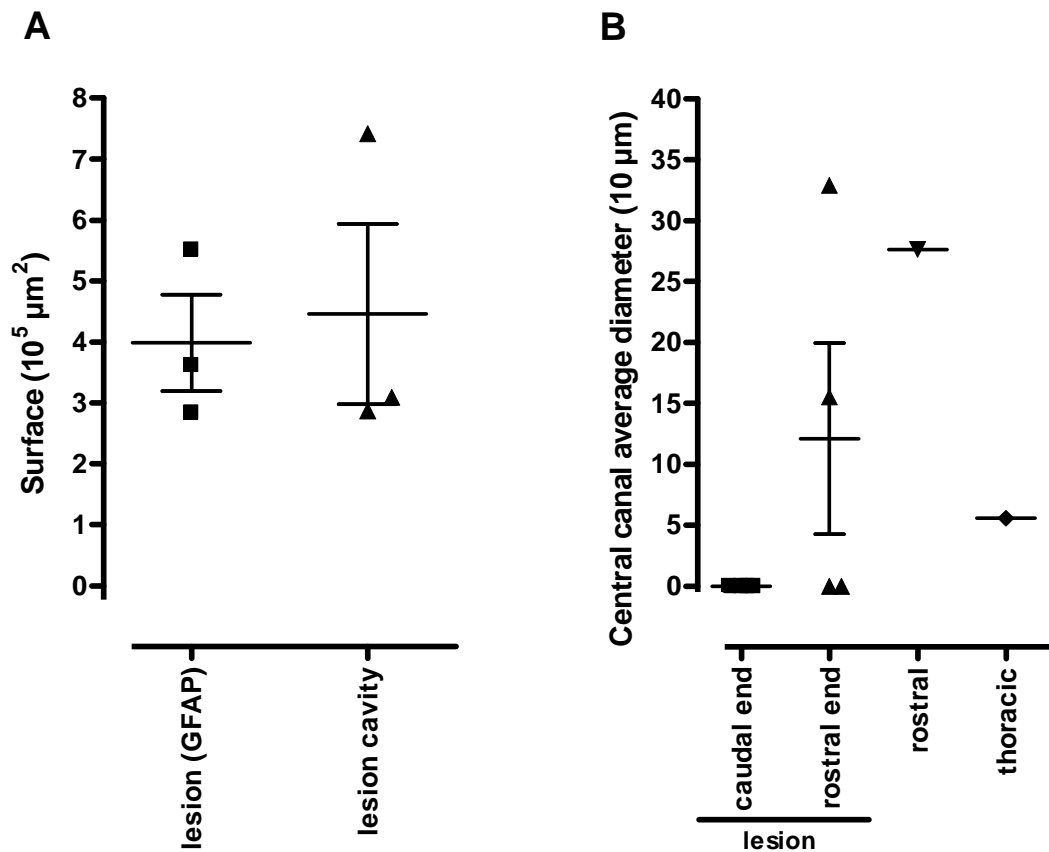 A
Surface (10⁵ µm²)
8
7
6
5
4
3
2
1
0
lesion (GFAP)
lesion cavity
B
Central canal average diameter (10 µm)
40
35
30
25
20
15
10
5
0
caudal end
rostral end
rostral
thoracic
lesion